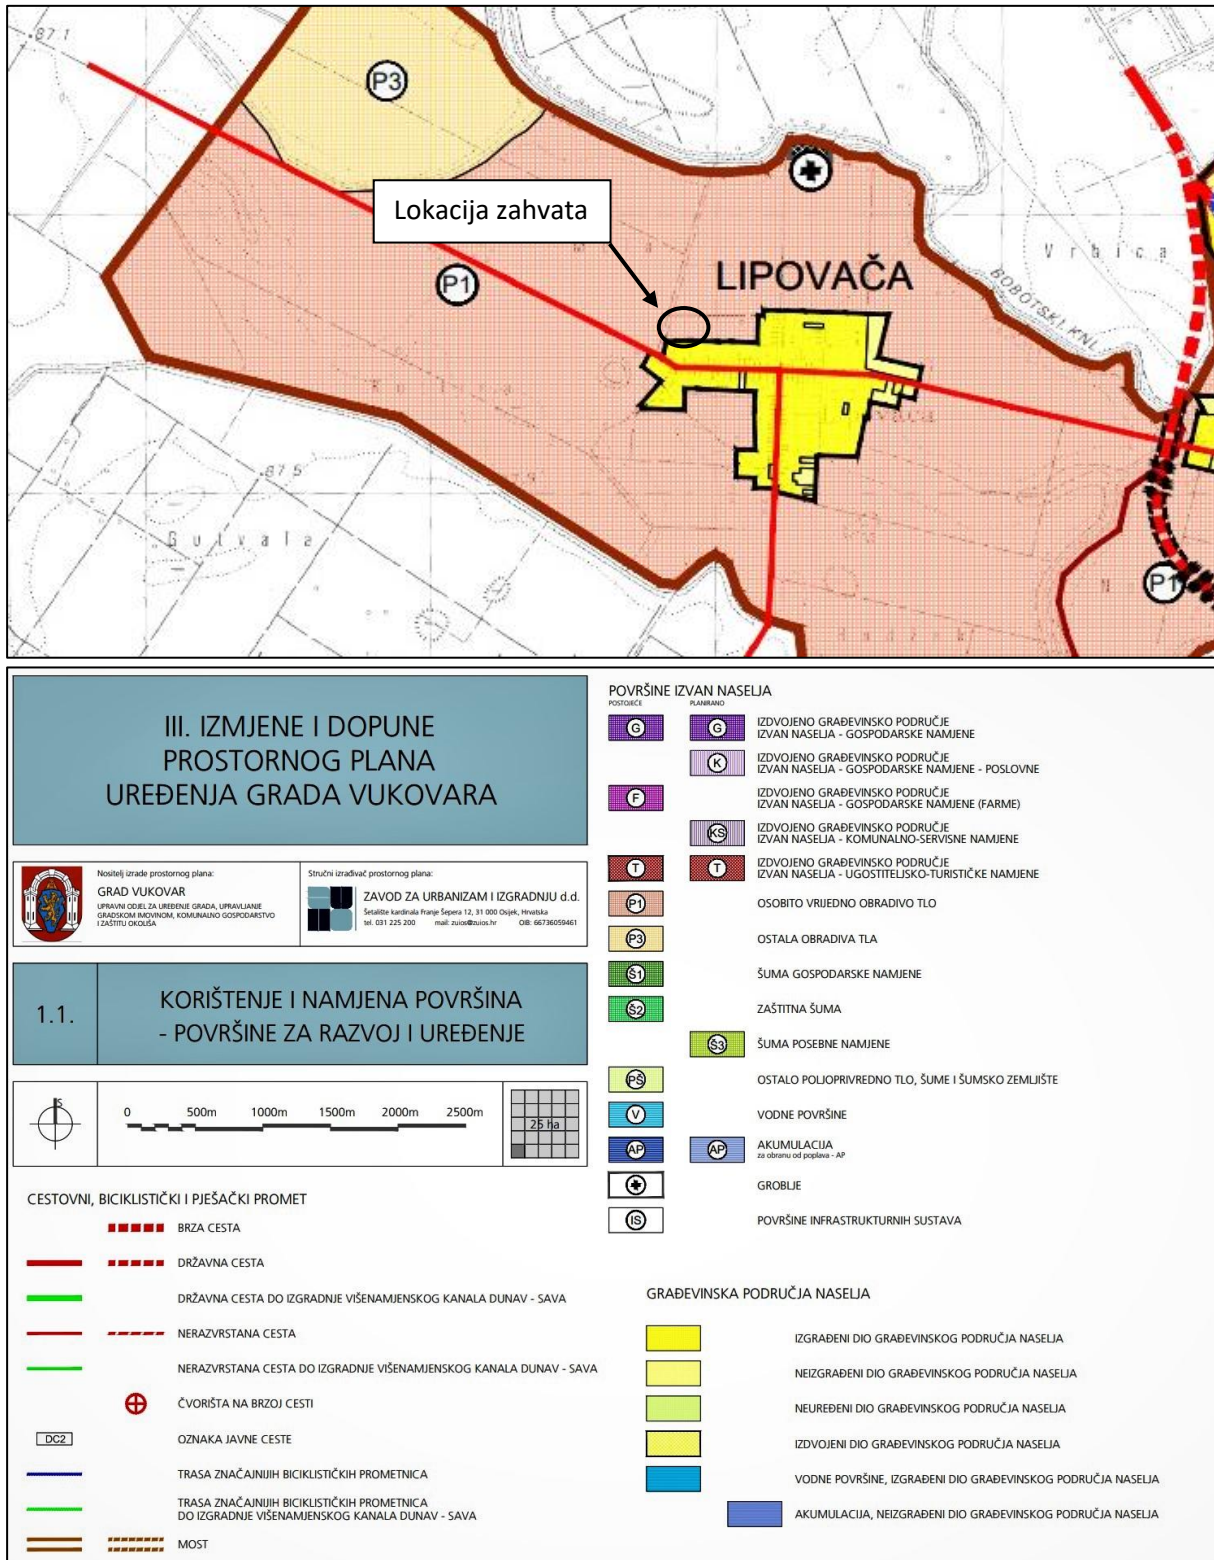 87.1
P3
Lokacija zahvata
LIPOVAČA
P1
Vrbica
BOBOTSKI KNL.
87.5
Gutvala
P1
III. IZMJENE I DOPUNE
PROSTORNOG PLANA
UREĐENJA GRADA VUKOVARA
Nositelj izrade prostornog plana:
GRAD VUKOVAR
UPRAVNI ODJEL ZA UREĐENJE GRADA, UPRAVLJANJE
GRADSKOM IMOVINOM, KOMUNALNO GOSPODARSTVO
I ZAŠTITU OKOLIŠA
Stručni izrađivač prostornog plana:
ZAVOD ZA URBANIZAM I IZGRADNJU d.d.
Šetalište kardinala Franje Šepera 12, 31 000 Osijek, Hrvatska
tel. 031 225 200 mail: zuios@zuios.hr OIB: 66736059461
1.1.
KORIŠTENJE I NAMJENA POVRŠINA
- POVRŠINE ZA RAZVOJ I UREĐENJE
S
0 500m 1000m 1500m 2000m 2500m
25 ha
CESTOVNI, BICIKLISTIČKI I PJEŠAČKI PROMET
BRZA CESTA
DRŽAVNA CESTA
DRŽAVNA CESTA DO IZGRADNJE VIŠENAMJENSKOG KANALA DUNAV - SAVA
NERAZVRSTANA CESTA
NERAZVRSTANA CESTA DO IZGRADNJE VIŠENAMJENSKOG KANALA DUNAV - SAVA
ČVORIŠTA NA BRZOJ CESTI
DC2 OZNAKA JAVNE CESTE
TRASA ZNAČAJNIJIH BICIKLISTIČKIH PROMETNICA
TRASA ZNAČAJNIJIH BICIKLISTIČKIH PROMETNICA
DO IZGRADNJE VIŠENAMJENSKOG KANALA DUNAV - SAVA
MOST
POVRŠINE IZVAN NASELJA
POSTOJEĆE PLANIRANO
G G IZDVOJENO GRAĐEVINSKO PODRUČJE
IZVAN NASELJA - GOSPODARSKE NAMJENE
K IZDVOJENO GRAĐEVINSKO PODRUČJE
IZVAN NASELJA - GOSPODARSKE NAMJENE - POSLOVNE
F IZDVOJENO GRAĐEVINSKO PODRUČJE
IZVAN NASELJA - GOSPODARSKE NAMJENE (FARME)
KS IZDVOJENO GRAĐEVINSKO PODRUČJE
IZVAN NASELJA - KOMUNALNO-SERVISNE NAMJENE
T T IZDVOJENO GRAĐEVINSKO PODRUČJE
IZVAN NASELJA - UGOSTITELJSKO-TURISTIČKE NAMJENE
P1 OSOBITO VRIJEDNO OBRADIVO TLO
P3 OSTALA OBRADIVA TLA
Š1 ŠUMA GOSPODARSKE NAMJENE
Š2 ZAŠTITNA ŠUMA
Š3 ŠUMA POSEBNE NAMJENE
PŠ OSTALO POLJOPRIVREDNO TLO, ŠUME I ŠUMSKO ZEMLJIŠTE
V VODNE POVRŠINE
AP AP AKUMULACIJA
za obranu od poplava - AP
GROBLJE
IS POVRŠINE INFRASTRUKTURNIH SUSTAVA
GRAĐEVINSKA PODRUČJA NASELJA
IZGRAĐENI DIO GRAĐEVINSKOG PODRUČJA NASELJA
NEIZGRAĐENI DIO GRAĐEVINSKOG PODRUČJA NASELJA
NEUREĐENI DIO GRAĐEVINSKOG PODRUČJA NASELJA
IZDVOJENI DIO GRAĐEVINSKOG PODRUČJA NASELJA
VODNE POVRŠINE, IZGRAĐENI DIO GRAĐEVINSKOG PODRUČJA NASELJA
AKUMULACIJA, NEIZGRAĐENI DIO GRAĐEVINSKOG PODRUČJA NASELJA